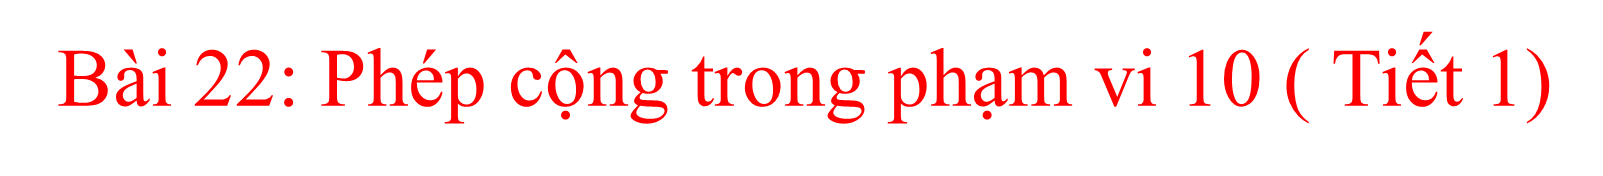 Bài 22: Phép cộng trong phạm vi 10 ( Tiết 1)